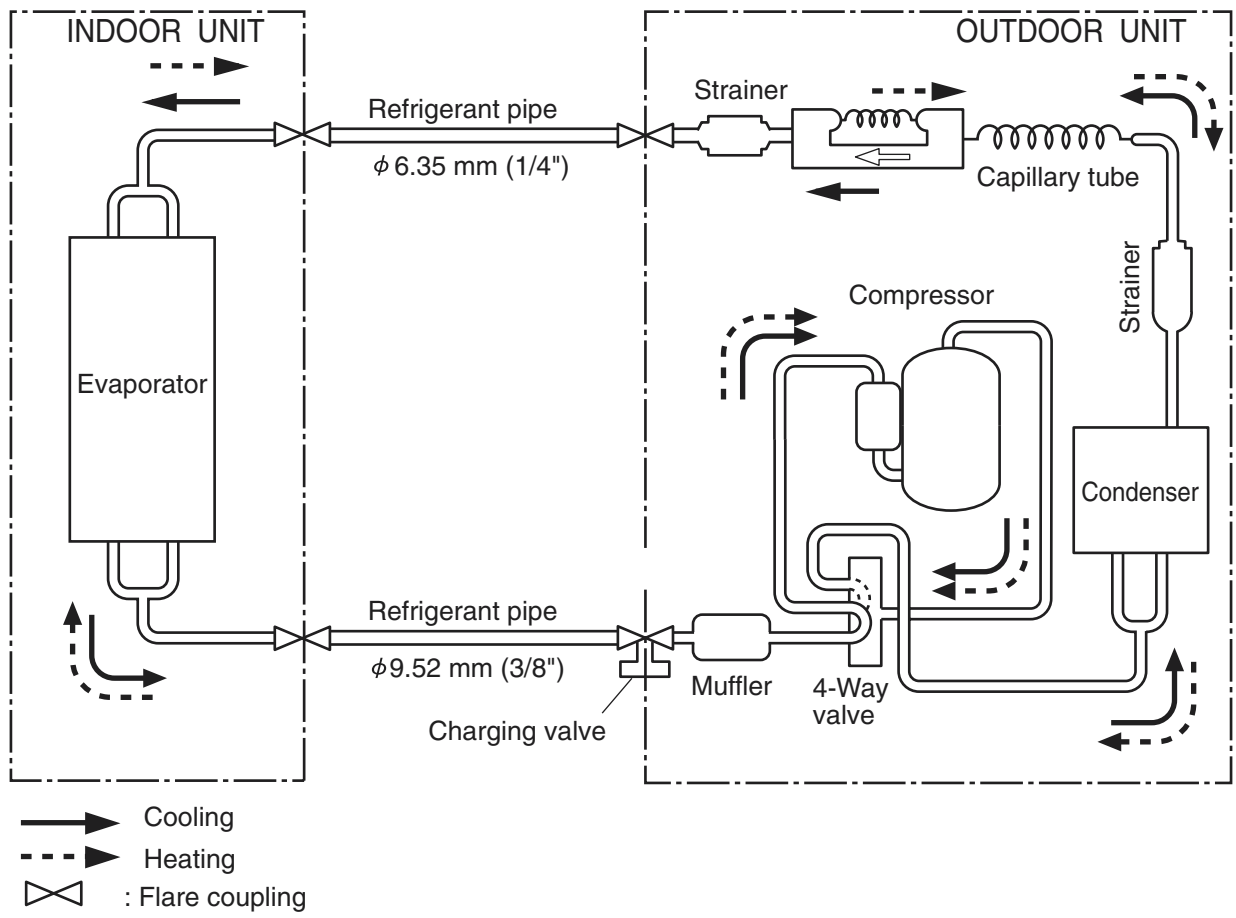 INDOOR UNIT
OUTDOOR UNIT
Refrigerant pipe
ϕ 6.35 mm (1/4")
Strainer
Capillary tube
Strainer
Compressor
Evaporator
Condenser
Refrigerant pipe
ϕ9.52 mm (3/8")
Charging valve
Muffler
4-Way
valve
Cooling
Heating
: Flare coupling